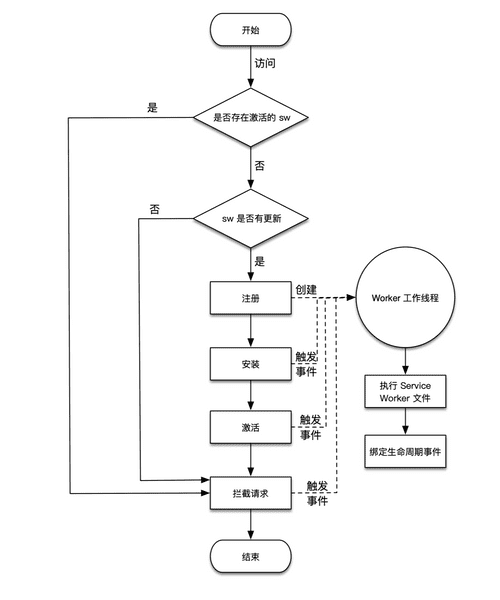 开始
访问
是
是否存在激活的 sw
否
否
sw 是否有更新
是
注册
创建
Worker 工作线程
安装
触发
事件
执行 Service
Worker 文件
激活
触发
事件
绑定生命周期事件
拦截请求
触发
事件
结束